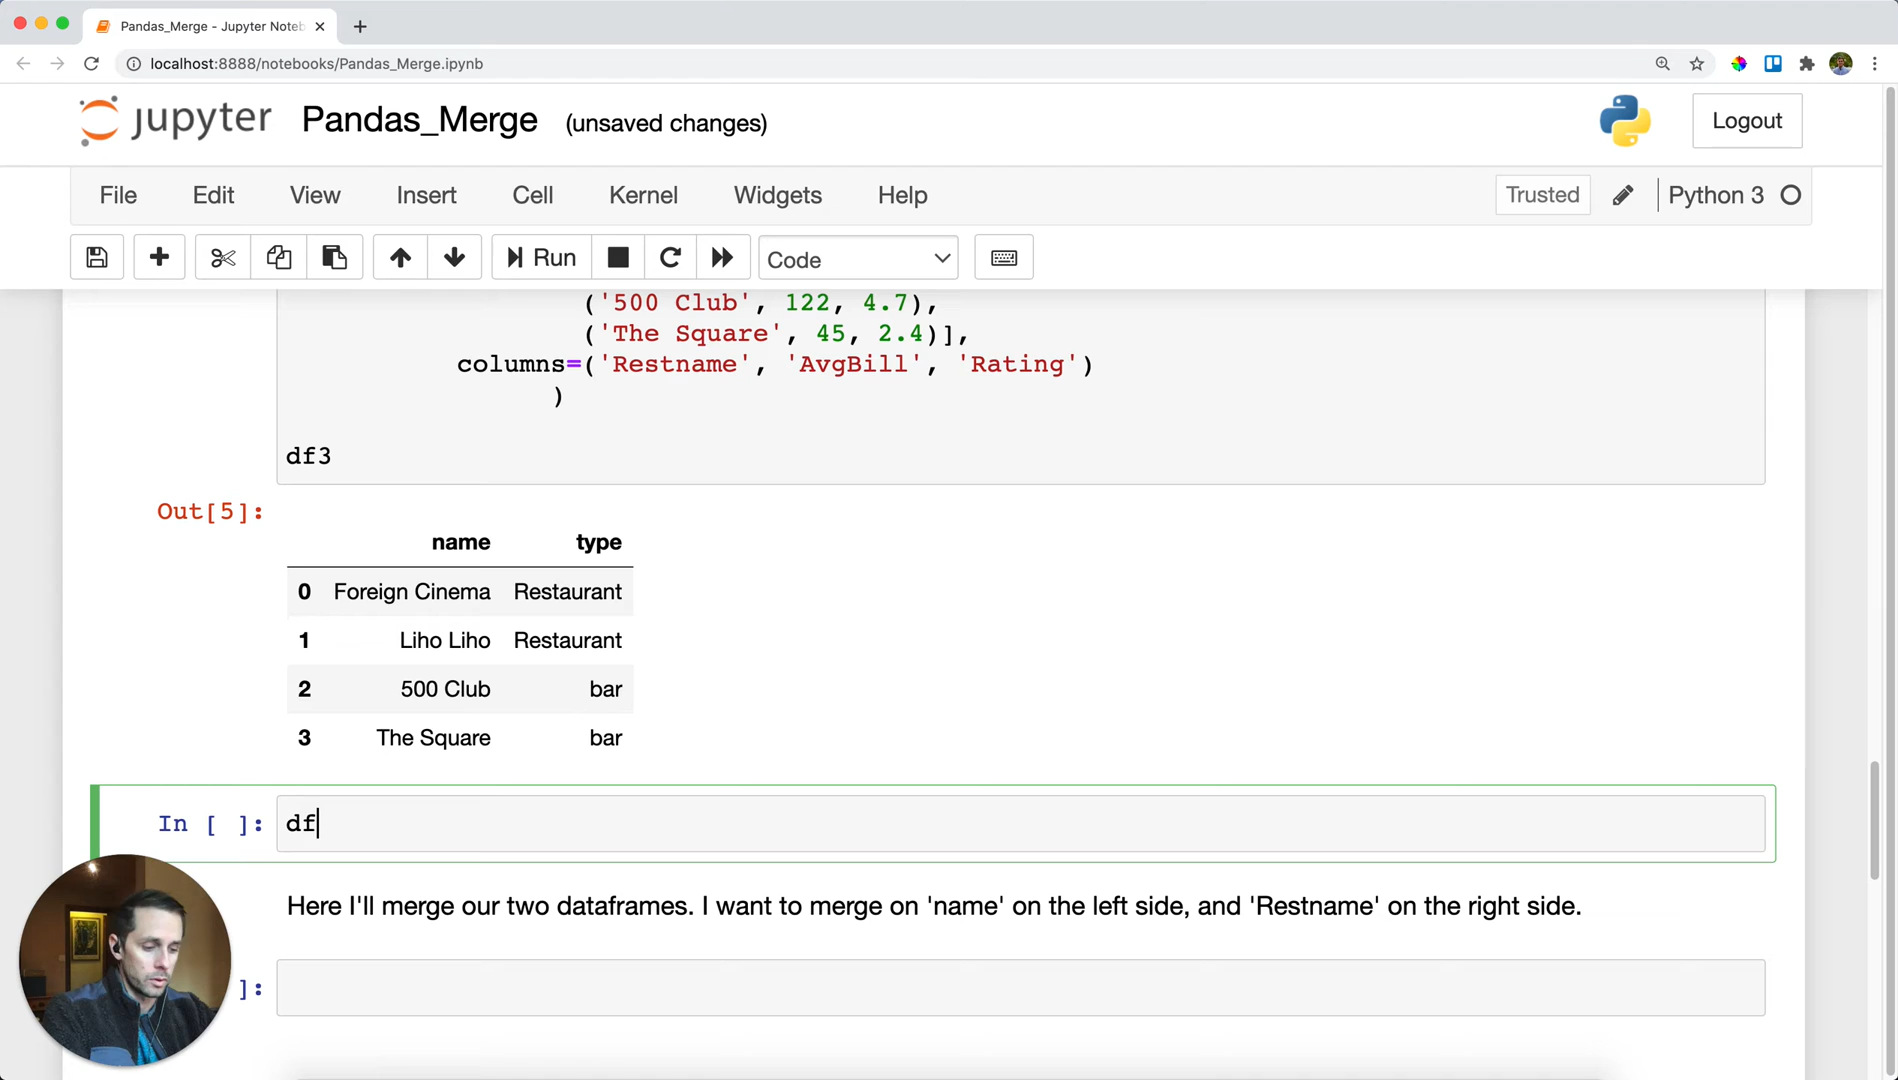 Pandas_Merge - Jupyter Noteb
localhost:8888/notebooks/Pandas_Merge.ipynb
jupyter Pandas_Merge (unsaved changes) Logout
File Edit View Insert Cell Kernel Widgets Help Trusted Python 3
Run Code
('500 Club', 122, 4.7),
('The Square', 45, 2.4)],
columns=('Restname', 'AvgBill', 'Rating')
)
df3
Out[5]:
name type
0 Foreign Cinema Restaurant
1 Liho Liho Restaurant
2 500 Club bar
3 The Square bar
In [ ]: df
Here I'll merge our two dataframes. I want to merge on 'name' on the left side, and 'Restname' on the right side.
]: